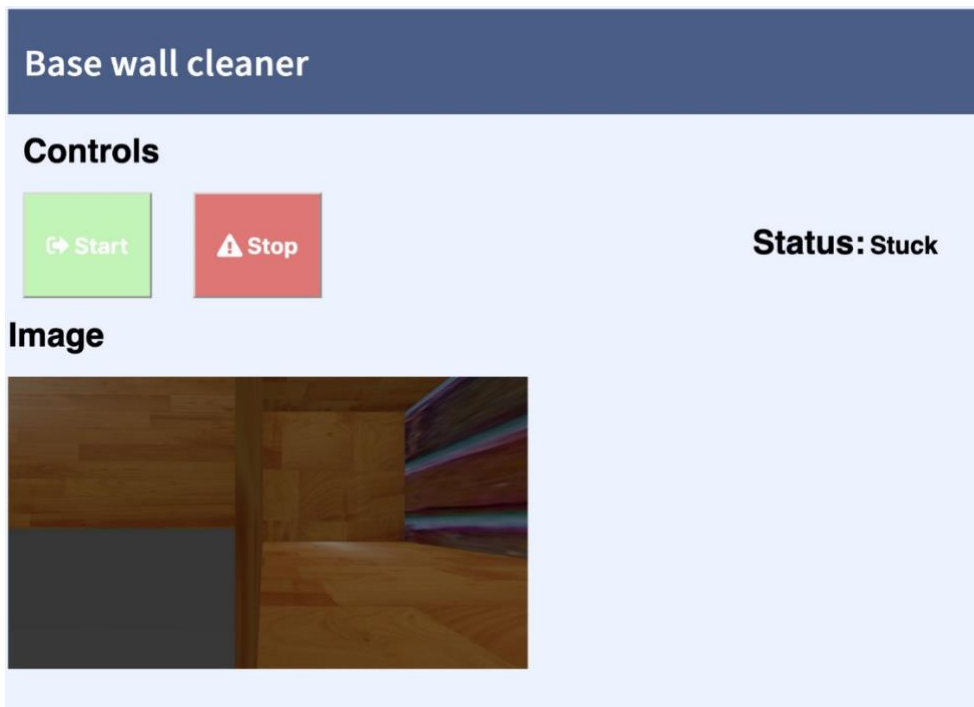 Base wall cleaner
Controls
Start
Stop
Status: Stuck
Image